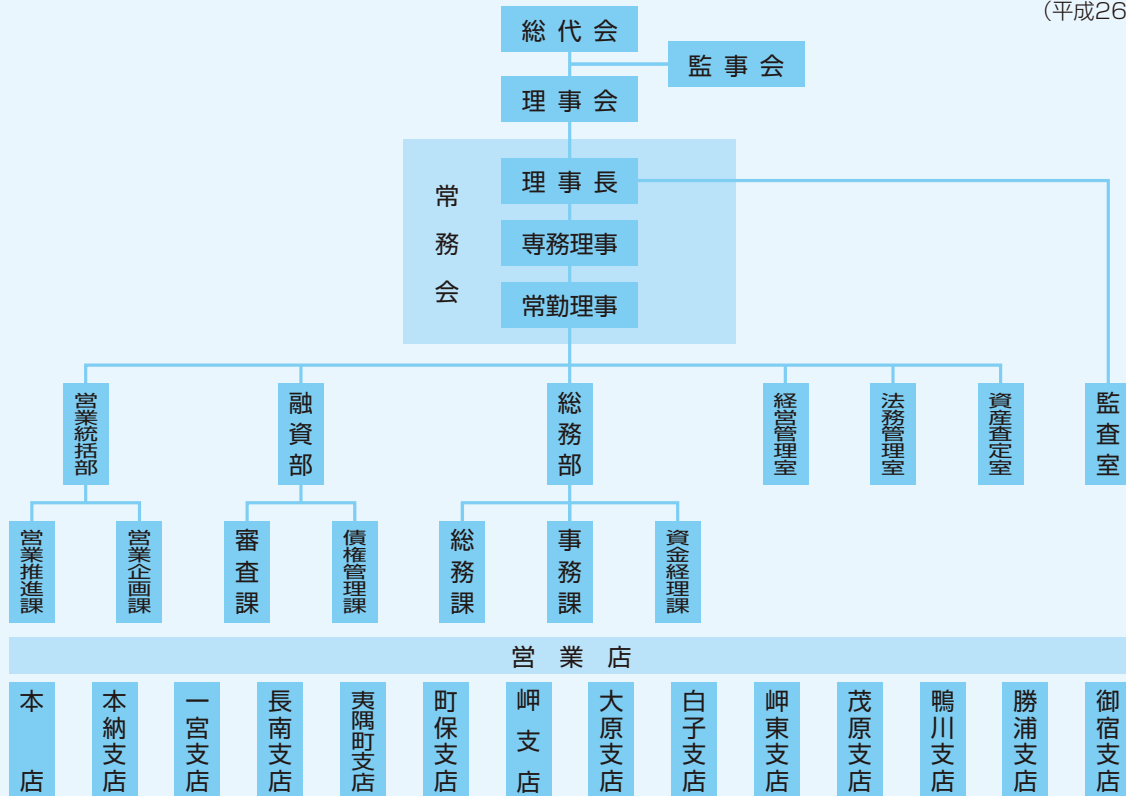 (平成26
総代会
監事会
理事会
常務会
理事長
専務理事
常勤理事
営業統括部
融資部
総務部
経営管理室
法務管理室
資産査定室
監査室
営業推進課
営業企画課
審査課
債権管理課
総務課
事務課
資金経理課
営業店
本店
本納支店
一宮支店
長南支店
夷隅町支店
町保支店
岬支店
大原支店
白子支店
岬東支店
茂原支店
鴨川支店
勝浦支店
御宿支店